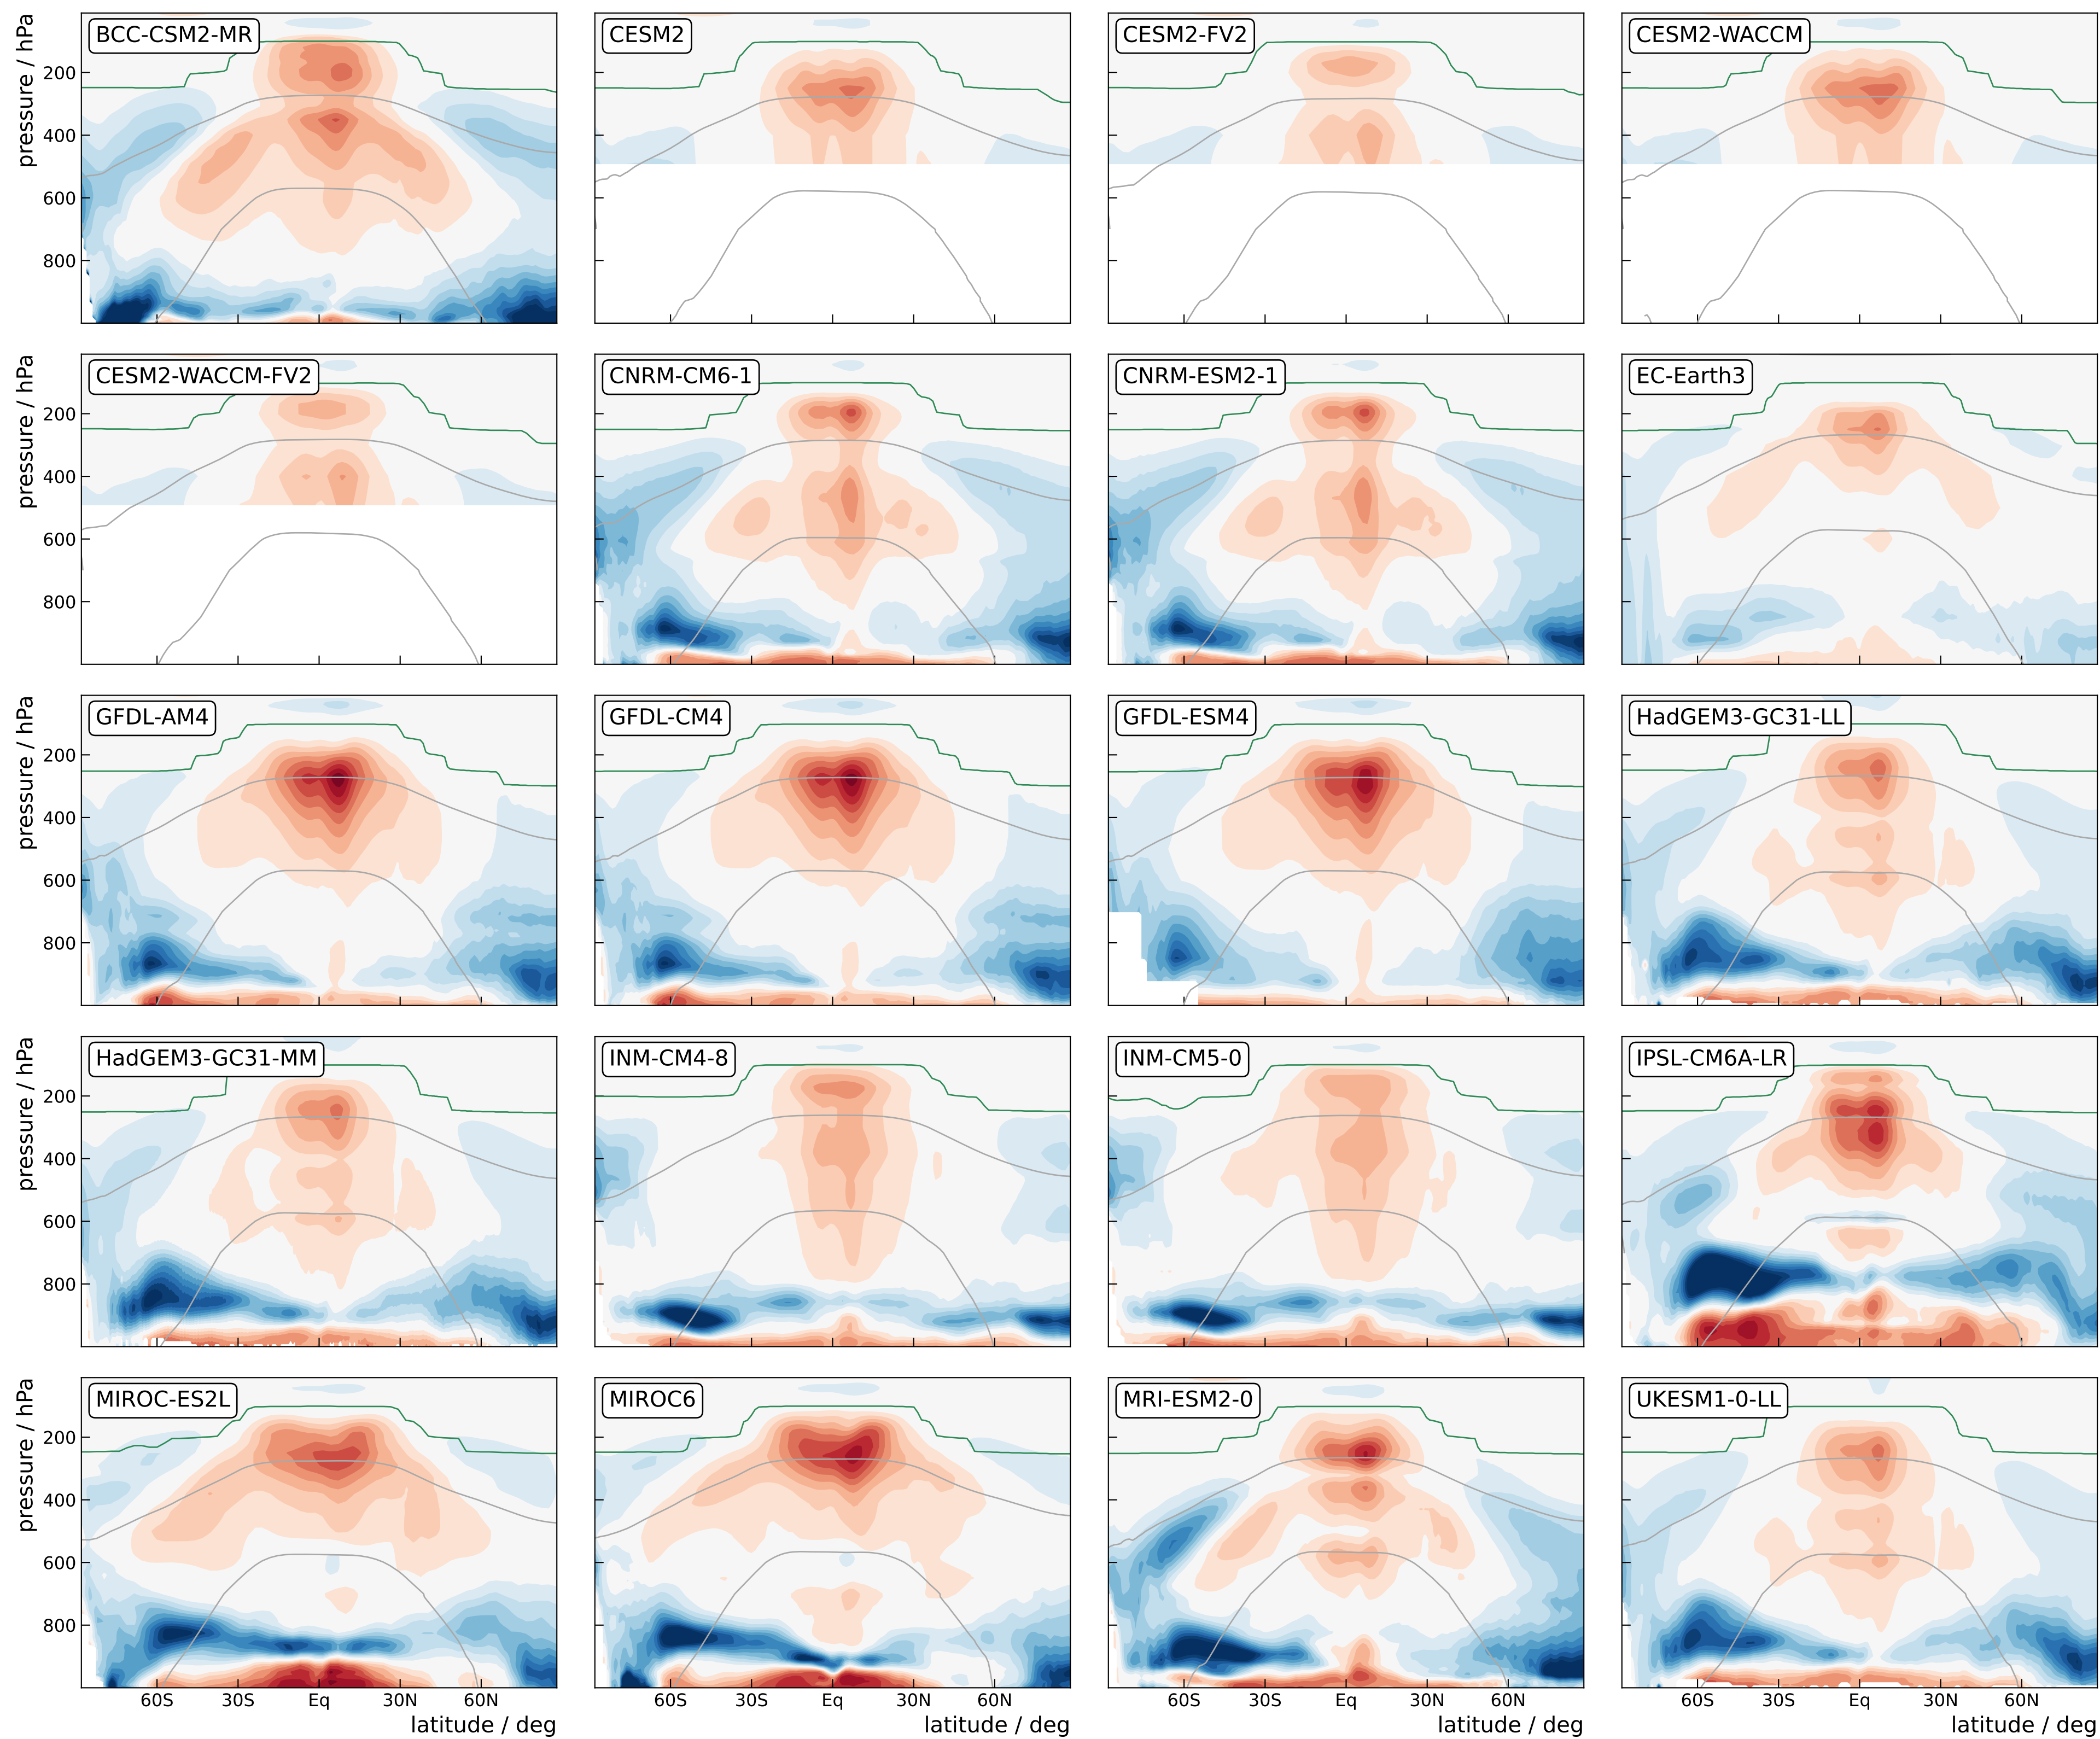 pressure / hPa
200
400
600
800
BCC-CSM2-MR
CESM2
CESM2-FV2
CESM2-WACCM
pressure / hPa
200
400
600
800
CESM2-WACCM-FV2
CNRM-CM6-1
CNRM-ESM2-1
EC-Earth3
pressure / hPa
200
400
600
800
GFDL-AM4
GFDL-CM4
GFDL-ESM4
HadGEM3-GC31-LL
pressure / hPa
200
400
600
800
HadGEM3-GC31-MM
INM-CM4-8
INM-CM5-0
IPSL-CM6A-LR
pressure / hPa
200
400
600
800
MIROC-ES2L
MIROC6
MRI-ESM2-0
UKESM1-0-LL
60S 30S Eq 30N 60N
60S 30S Eq 30N 60N
60S 30S Eq 30N 60N
60S 30S Eq 30N 60N
latitude / deg
latitude / deg
latitude / deg
latitude / deg